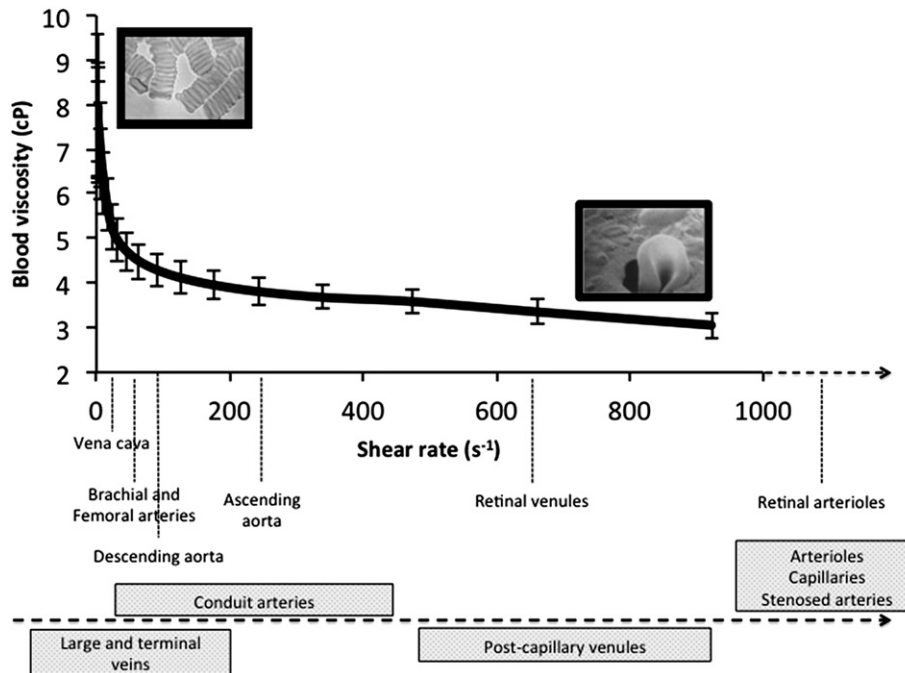 Blood viscosity (cP)
10
9
8
7
6
5
4
3
2
0
200
400
600
800
1000
Shear rate (s⁻¹)
Vena cava
Brachial and
Femoral arteries
Descending aorta
Ascending
aorta
Retinal venules
Retinal arterioles
Arterioles
Capillaries
Stenosed arteries
Conduit arteries
Large and terminal
veins
Post-capillary venules